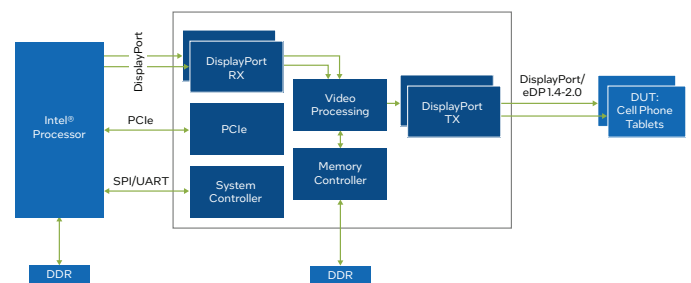 Intel®
Processor
DisplayPort
DisplayPort
RX
PCIe
PCIe
SPI/UART
System
Controller
Video
Processing
Memory
Controller
DisplayPort
TX
DisplayPort/
eDP 1.4-2.0
DUT:
Cell Phone
Tablets
DDR
DDR